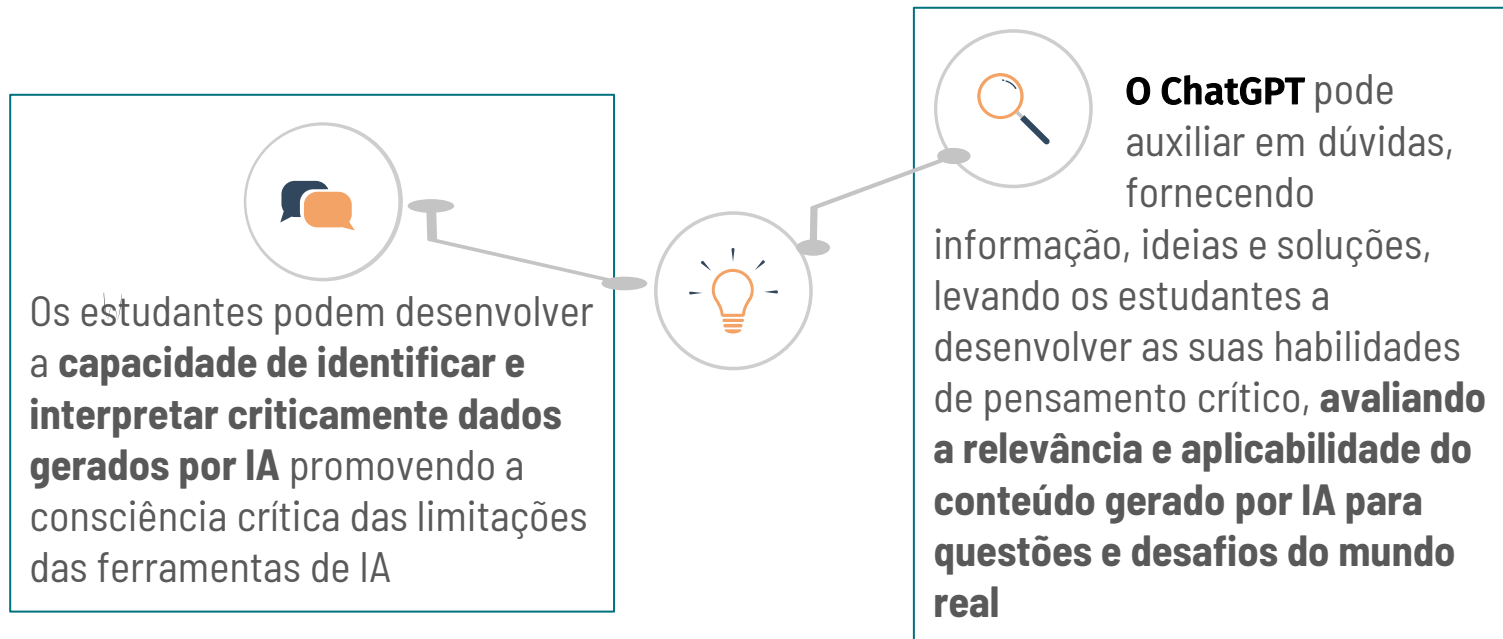 Os estudantes podem desenvolver
a capacidade de identificar e
interpretar criticamente dados
gerados por IA promovendo a
consciência crítica das limitações
das ferramentas de IA
O ChatGPT pode
auxiliar em dúvidas,
fornecendo
informação, ideias e soluções,
levando os estudantes a
desenvolver as suas habilidades
de pensamento crítico, avaliando
a relevância e aplicabilidade do
conteúdo gerado por IA para
questões e desafios do mundo
real